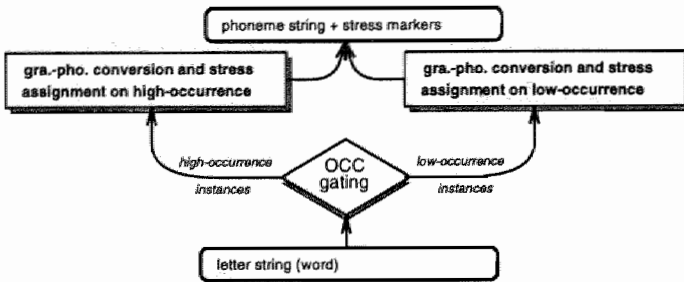 phoneme string + stress markers
gra.-pho. conversion and stress
assignment on high-occurrence
gra.-pho. conversion and stress
assignment on low-occurrence
high-occurrence
instances
OCC
gating
low-occurrence
instances
letter string (word)